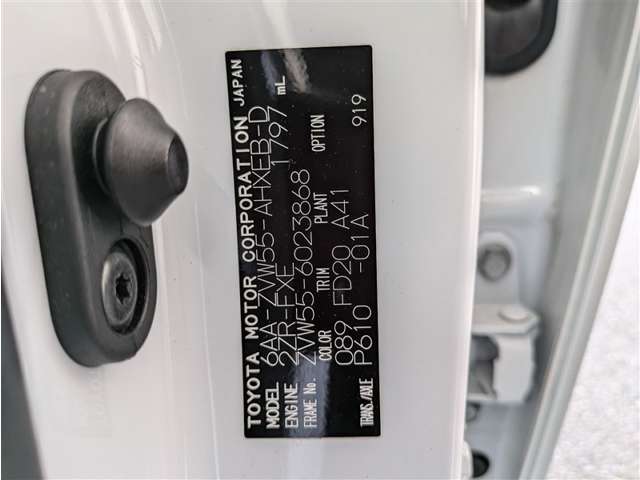 TOYOTA MOTOR CORPORATION JAPAN
MODEL 6AA-ZVW55-AHXEB-D
ENGINE 2ZR-FXE 1797 mL
FRAME No. ZVW55-6023868
COLOR TRIM PLANT OPTION
089 FD20 A41 919
TRANS./AXLE P610 -01A